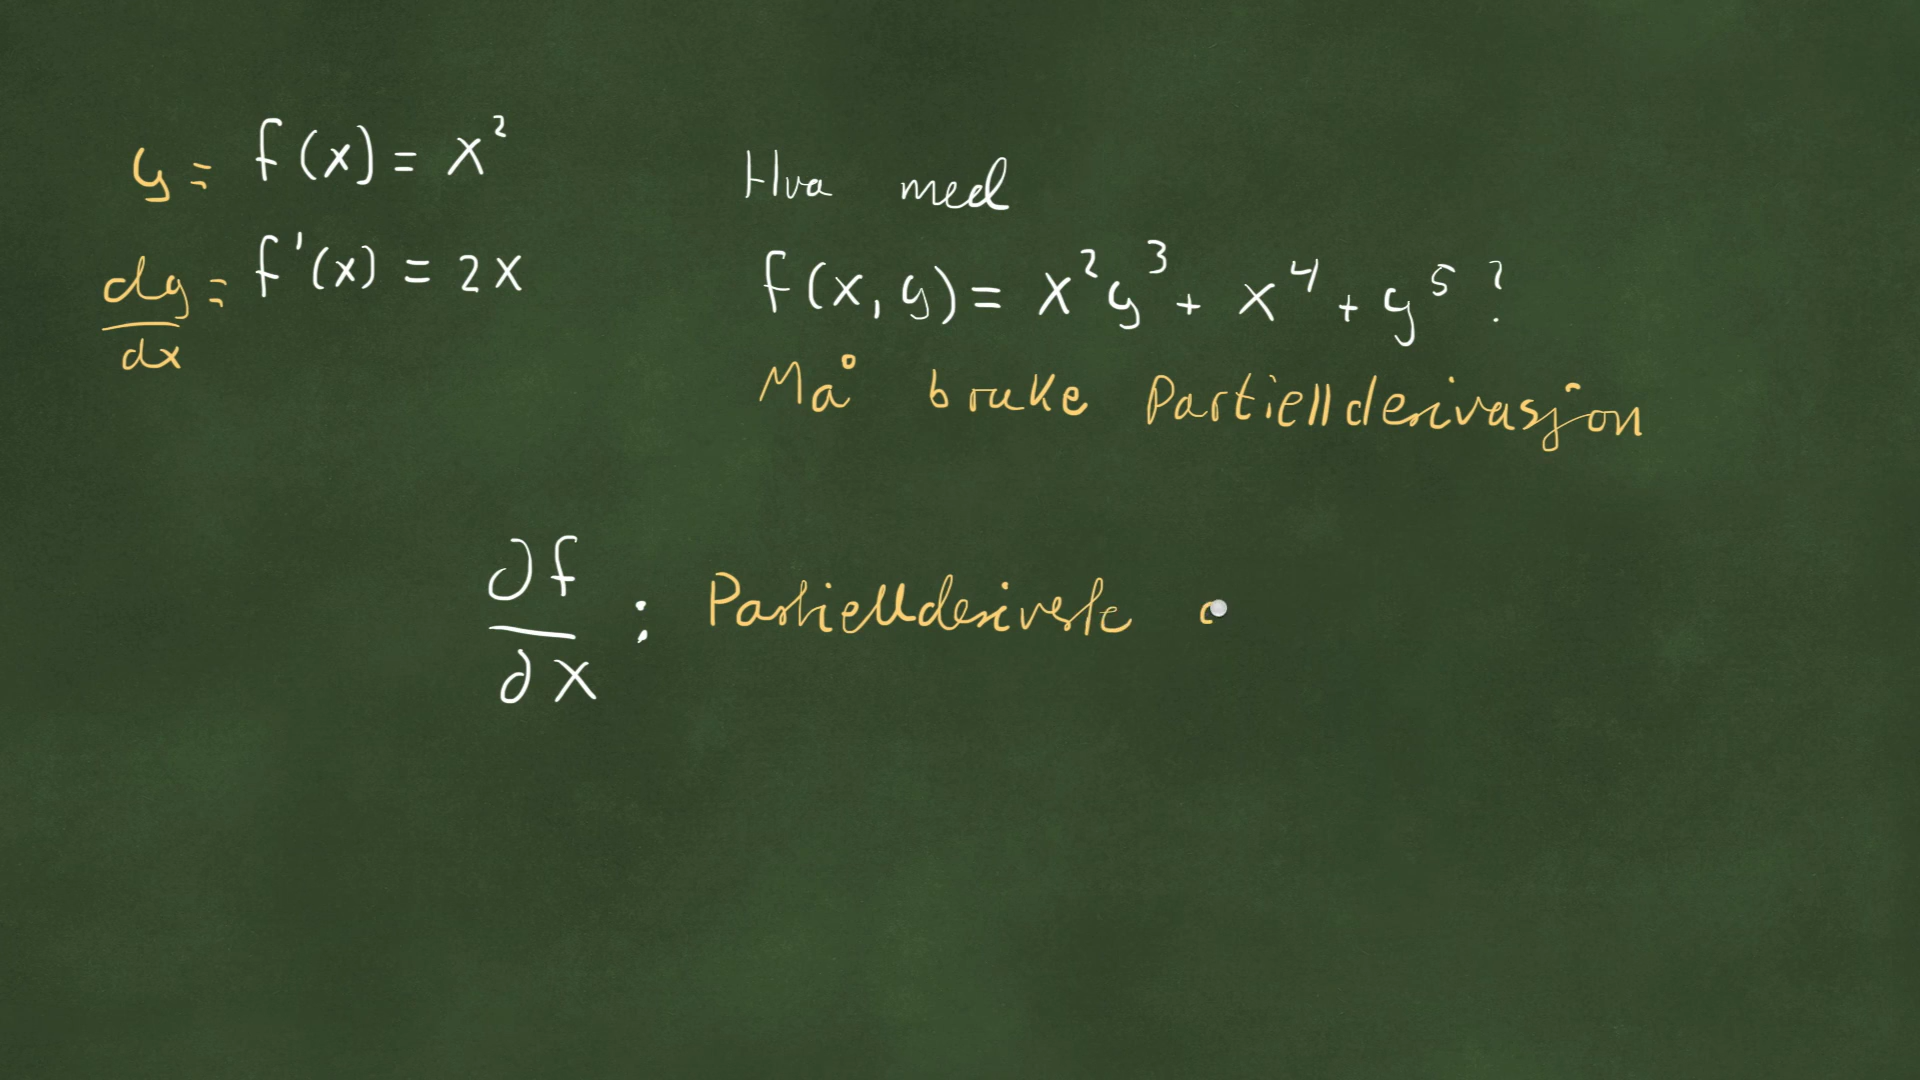 y = f(x) = x²
dy/dx = f'(x) = 2x
Hva med
f(x, y) = x²y³ + x⁴ + y⁵ ?
Må bruke Partiellderivasjon
∂f/∂x : Partiellderiverte